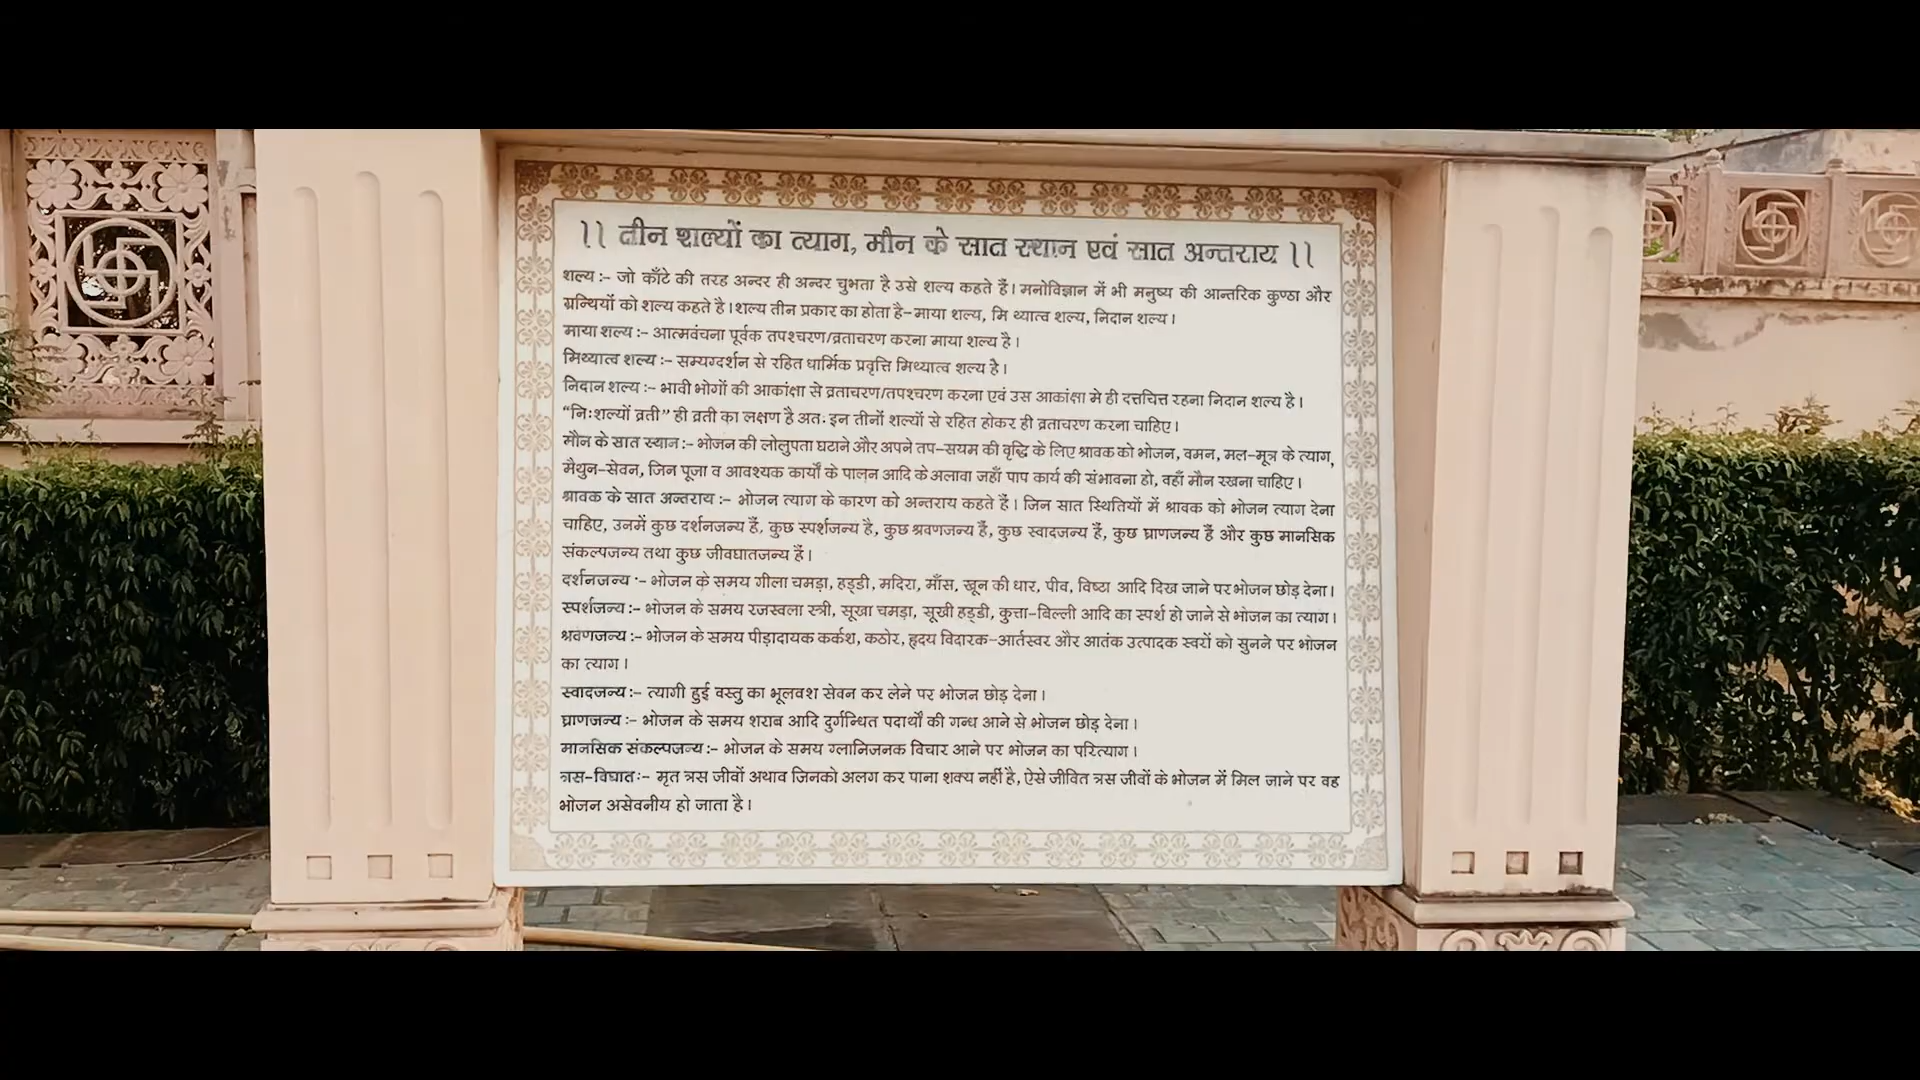 ।। तीन शल्यों का त्याग, मौन के सात स्थान एवं सात अन्तराय ।।
शल्य :– जो काँटे की तरह अन्दर ही अन्दर चुभता है उसे शल्य कहते हैं। मनोविज्ञान में भी मनुष्य की आन्तरिक कुण्ठा और
ग्रन्थियों को शल्य कहते है। शल्य तीन प्रकार का होता है– माया शल्य, मि थ्यात्व शल्य, निदान शल्य।
माया शल्य :– आत्मवंचना पूर्वक तपश्चरण/व्रताचरण करना माया शल्य है।
मिथ्यात्व शल्य :– सम्यग्दर्शन से रहित धार्मिक प्रवृत्ति मिथ्यात्व शल्य है।
निदान शल्य :– भावी भोगों की आकांक्षा से व्रताचरण/तपश्चरण करना एवं उस आकांक्षा मे ही दत्तचित्त रहना निदान शल्य है।
“निःशल्यों व्रती” ही व्रती का लक्षण है अतः इन तीनों शल्यों से रहित होकर ही व्रताचरण करना चाहिए।
मौन के सात स्थान :– भोजन की लोलुपता घटाने और अपने तप–सयम की वृद्धि के लिए श्रावक को भोजन, वमन, मल–मूत्र के त्याग,
मैथुन–सेवन, जिन पूजा व आवश्यक कार्यों के पालन आदि के अलावा जहाँ पाप कार्य की संभावना हो, वहाँ मौन रखना चाहिए।
श्रावक के सात अन्तराय :– भोजन त्याग के कारण को अन्तराय कहते हैं। जिन सात स्थितियों में श्रावक को भोजन त्याग देना
चाहिए, उनमें कुछ दर्शनजन्य हैं, कुछ स्पर्शजन्य है, कुछ श्रवणजन्य हैं, कुछ स्वादजन्य हैं, कुछ घ्राणजन्य हैं और कुछ मानसिक
संकल्पजन्य तथा कुछ जीवघातजन्य हैं।
दर्शनजन्य :– भोजन के समय गीला चमड़ा, हड्डी, मदिरा, माँस, खून की धार, पीव, विष्टा आदि दिख जाने पर भोजन छोड़ देना।
स्पर्शजन्य :– भोजन के समय रजस्वला स्त्री, सूखा चमड़ा, सूखी हड्डी, कुत्ता–बिल्ली आदि का स्पर्श हो जाने से भोजन का त्याग।
श्रवणजन्य :– भोजन के समय पीड़ादायक कर्कश, कठोर, हृदय विदारक–आर्तस्वर और आतंक उत्पादक स्वरों को सुनने पर भोजन
का त्याग।
स्वादजन्य :– त्यागी हुई वस्तु का भूलवश सेवन कर लेने पर भोजन छोड़ देना।
घ्राणजन्य :– भोजन के समय शराब आदि दुर्गन्धित पदार्थों की गन्ध आने से भोजन छोड़ देना।
मानसिक संकल्पजन्य :– भोजन के समय ग्लानिजनक विचार आने पर भोजन का परित्याग।
त्रस–विघात :– मृत त्रस जीवों अथाव जिनको अलग कर पाना शक्य नहीं है, ऐसे जीवित त्रस जीवों के भोजन में मिल जाने पर वह
भोजन असेवनीय हो जाता है।